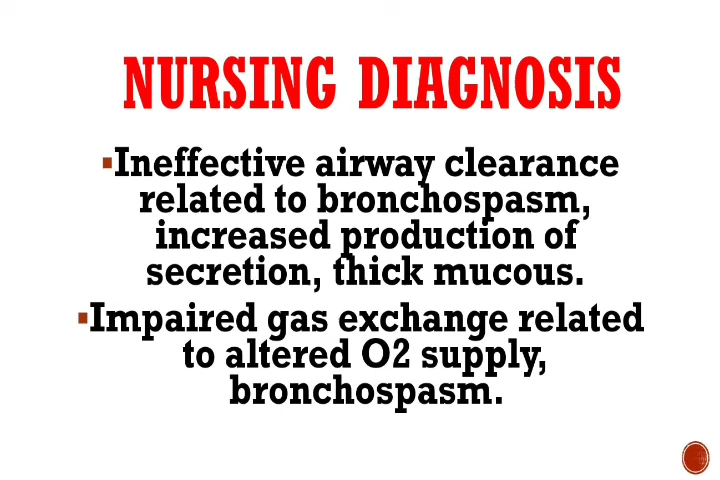 NURSING DIAGNOSIS
▪Ineffective airway clearance
related to bronchospasm,
increased production of
secretion, thick mucous.
▪Impaired gas exchange related
to altered O2 supply,
bronchospasm.